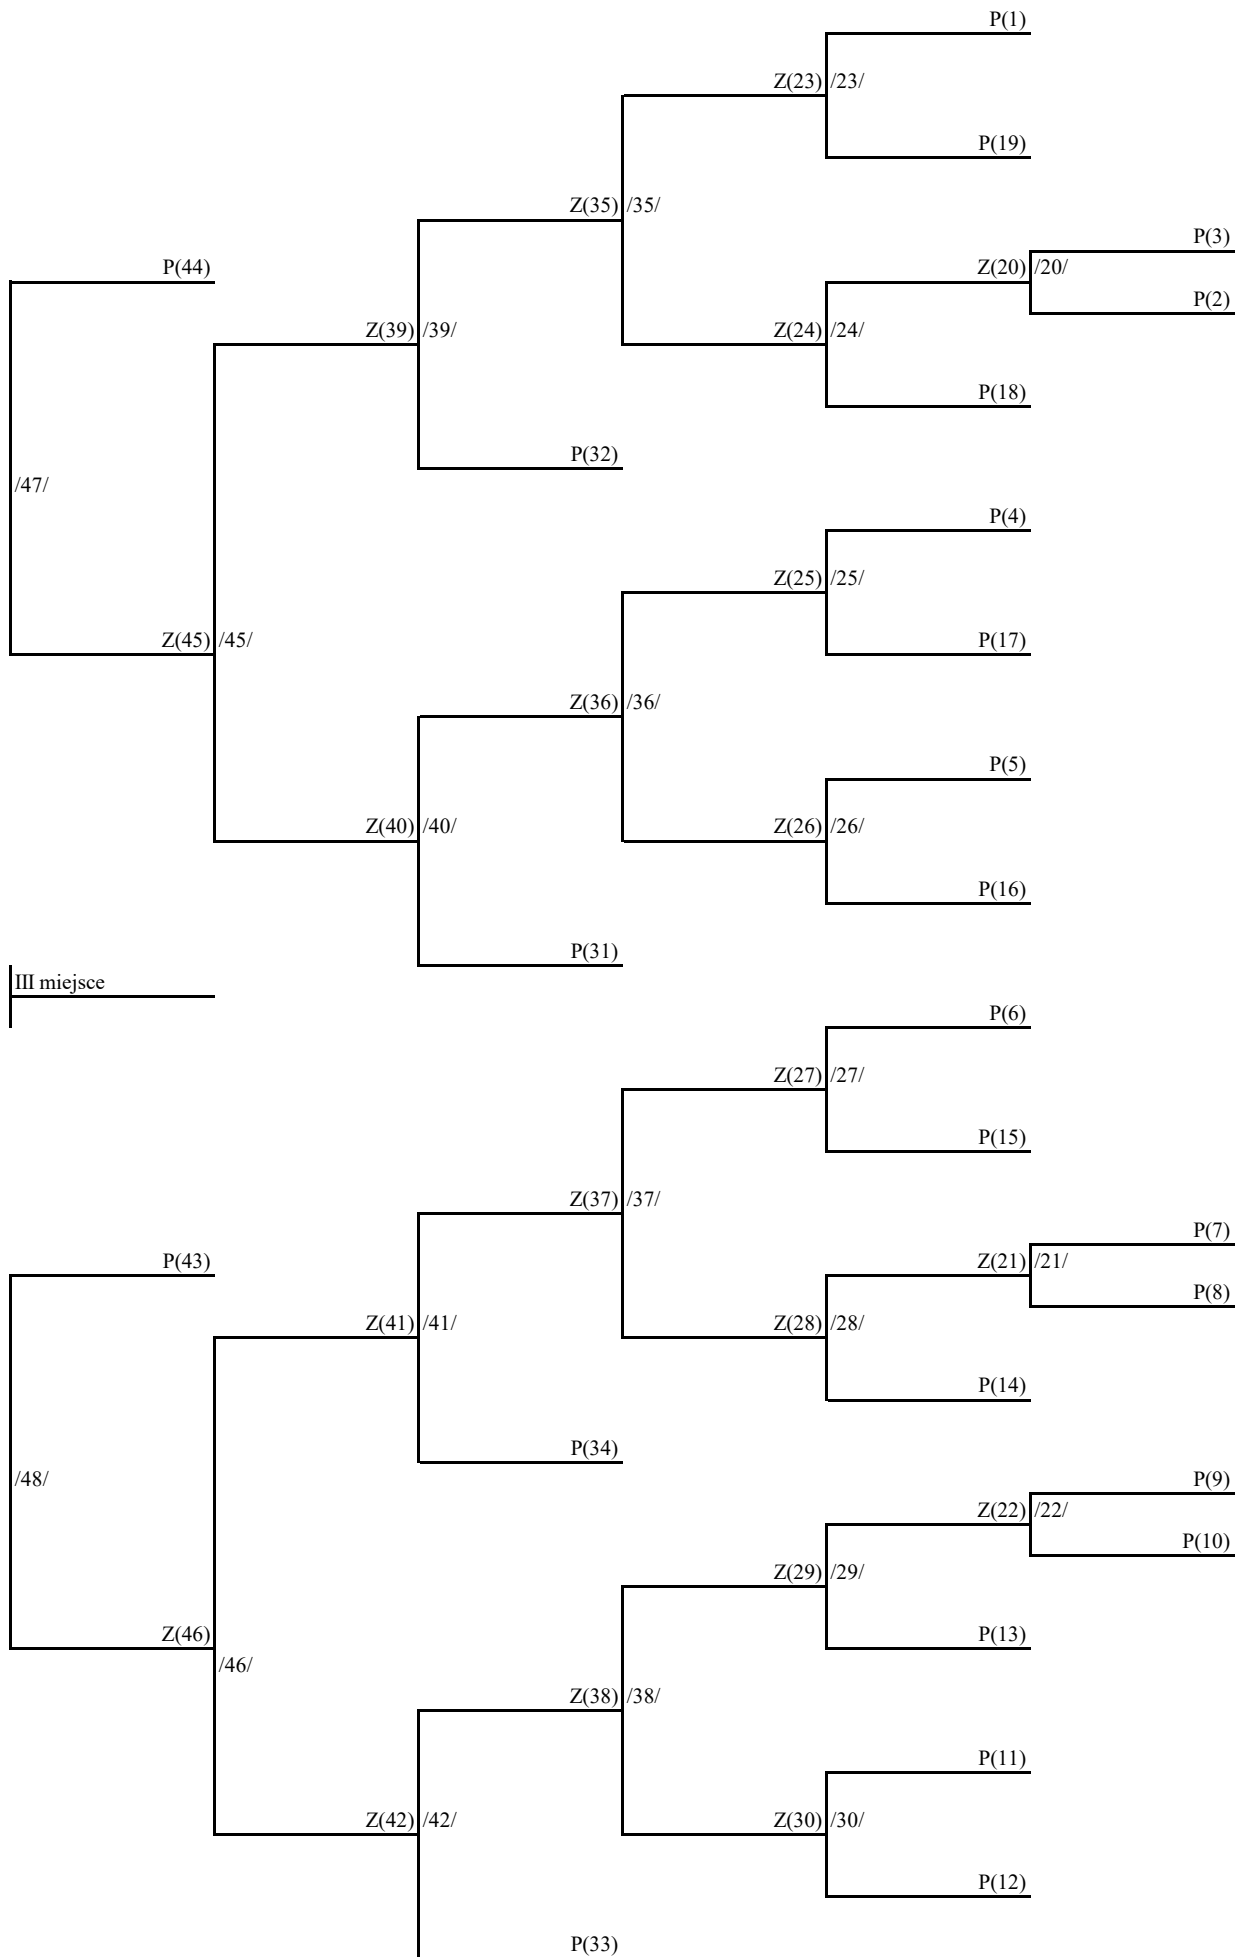 P(1)
Z(23) /23/
P(19)
Z(35) /35/
P(3)
P(44) Z(20) /20/
P(2)
Z(39) /39/ Z(24) /24/
P(18)
P(32)
/47/
P(4)
Z(25) /25/
Z(45) /45/ P(17)
Z(36) /36/
P(5)
Z(40) /40/ Z(26) /26/
P(16)
P(31)
III miejsce
P(6)
Z(27) /27/
P(15)
Z(37) /37/
P(7)
P(43) Z(21) /21/
P(8)
Z(41) /41/ Z(28) /28/
P(14)
P(34)
/48/ P(9)
Z(22) /22/
P(10)
Z(29) /29/
Z(46) P(13)
/46/
Z(38) /38/
P(11)
Z(42) /42/ Z(30) /30/
P(12)
P(33)